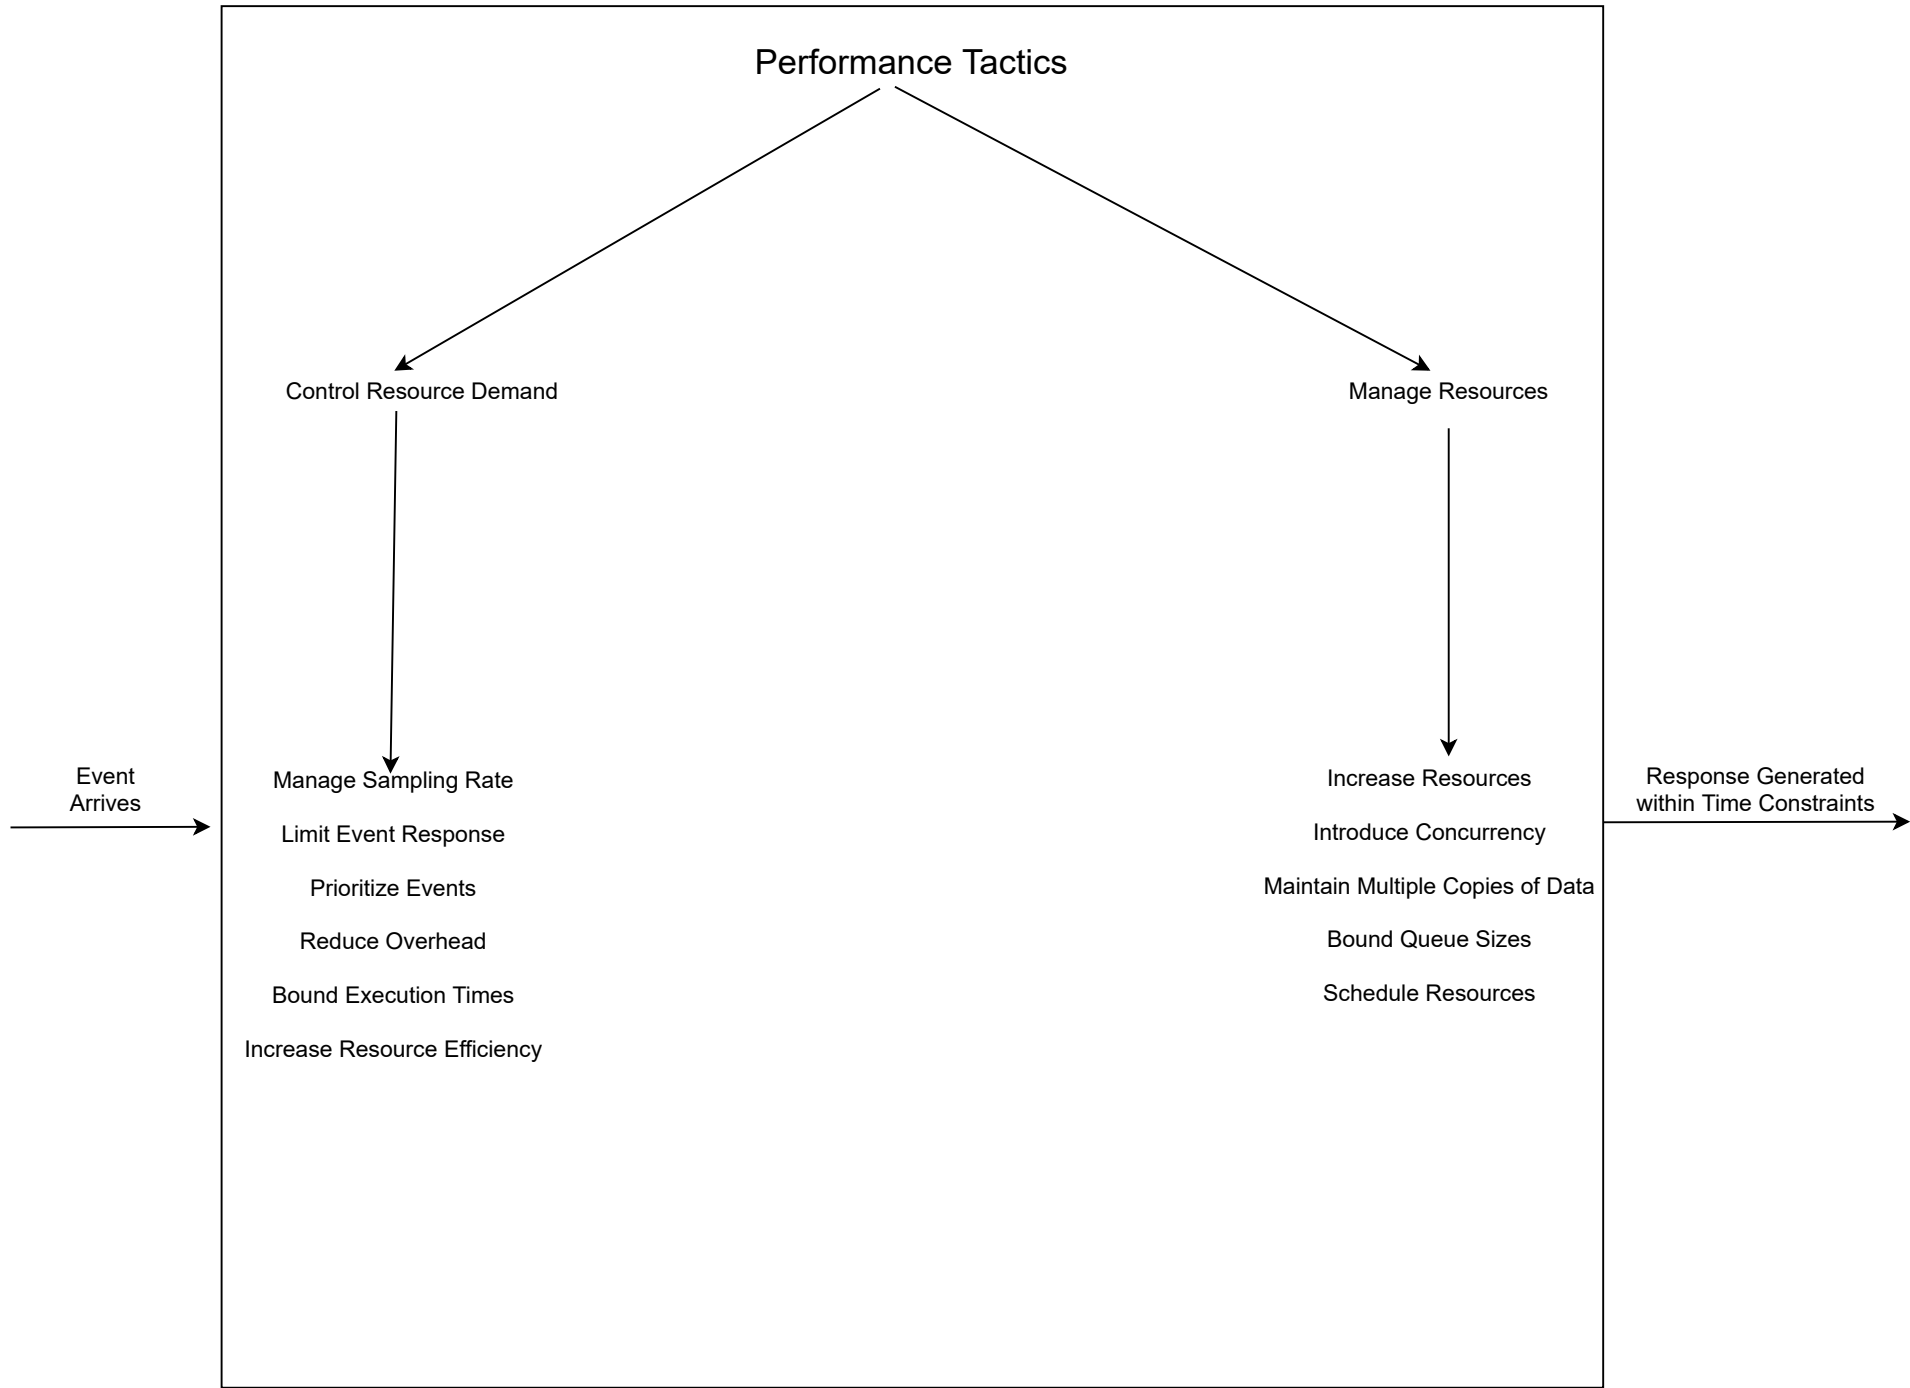 Performance Tactics
Control Resource Demand
Manage Resources
Event
Arrives
Manage Sampling Rate
Limit Event Response
Prioritize Events
Reduce Overhead
Bound Execution Times
Increase Resource Efficiency
Increase Resources
Introduce Concurrency
Maintain Multiple Copies of Data
Bound Queue Sizes
Schedule Resources
Response Generated
within Time Constraints